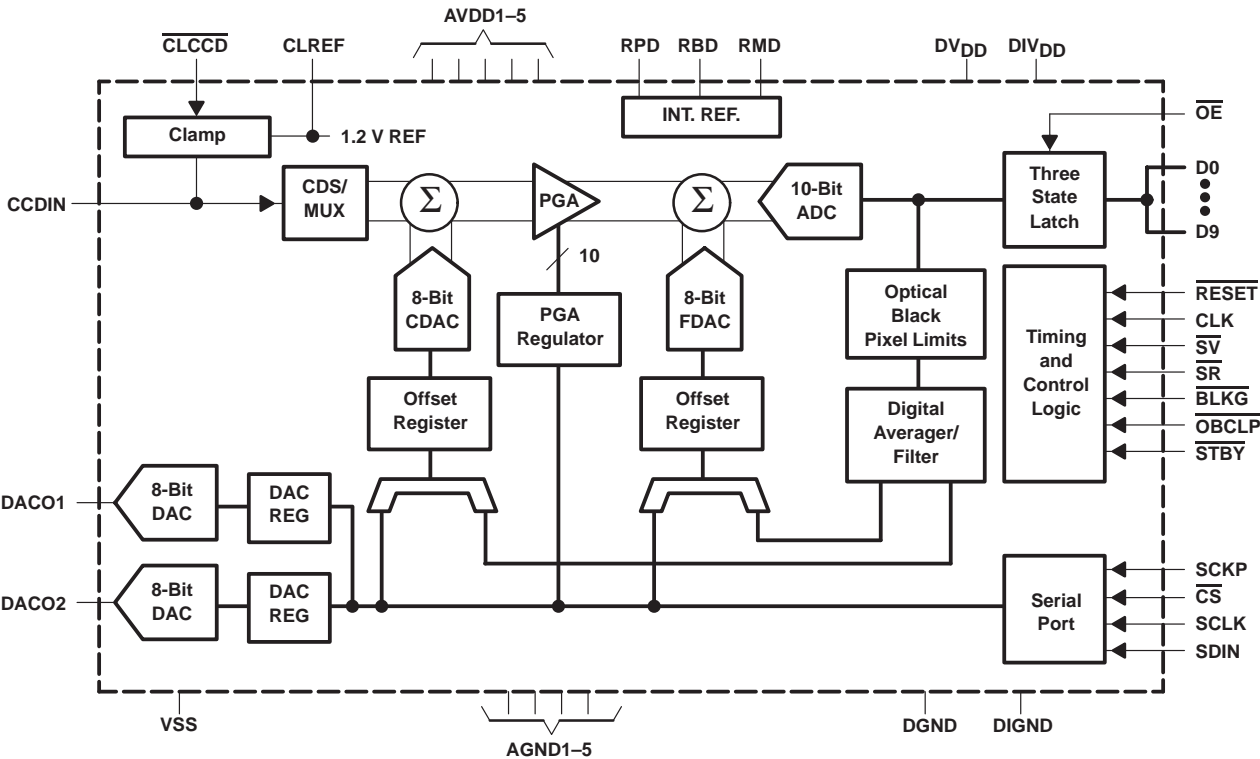 AVDD1–5
CLCCD
CLREF
RPD
RBD
RMD
DVDD
DIVDD
INT. REF.
OE
Clamp
1.2 V REF
CCDIN
CDS/
MUX
Σ
PGA
Σ
10-Bit
ADC
Three
State
Latch
D0
D9
10
8-Bit
CDAC
PGA
Regulator
8-Bit
FDAC
Optical
Black
Pixel Limits
Timing
and
Control
Logic
RESET
CLK
SV
SR
BLKG
OBCLP
STBY
Offset
Register
Offset
Register
Digital
Averager/
Filter
DACO1
8-Bit
DAC
DAC
REG
DACO2
8-Bit
DAC
DAC
REG
Serial
Port
SCKP
CS
SCLK
SDIN
VSS
AGND1–5
DGND
DIGND